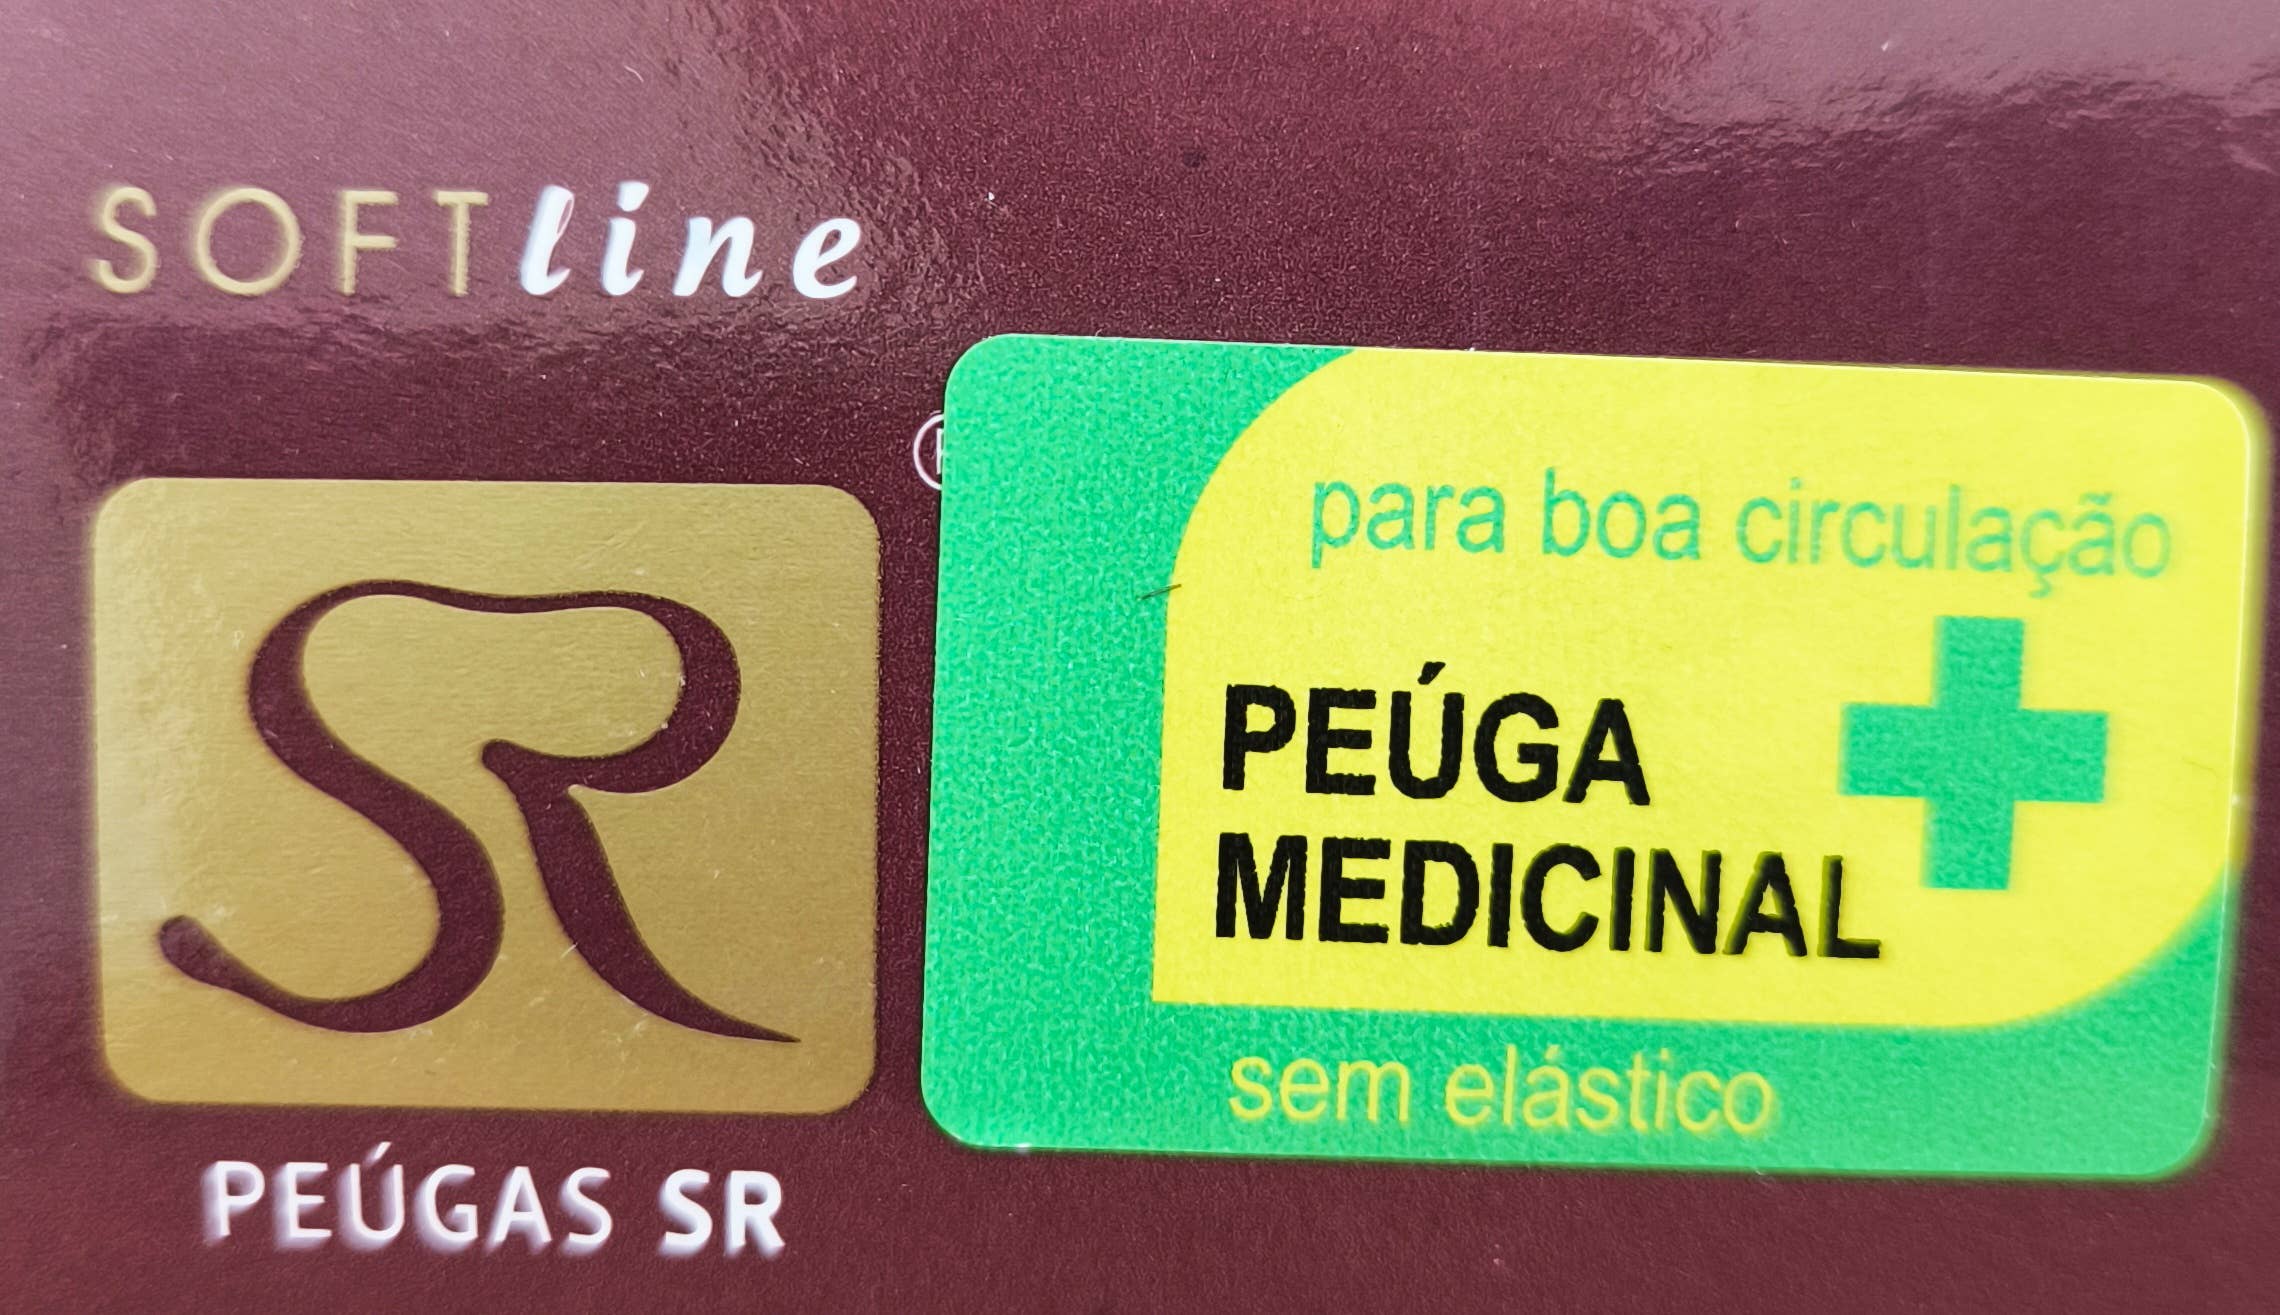 SOFTline
SR
PEÚGAS SR
para boa circulação
PEÚGA
MEDICINAL
sem elástico